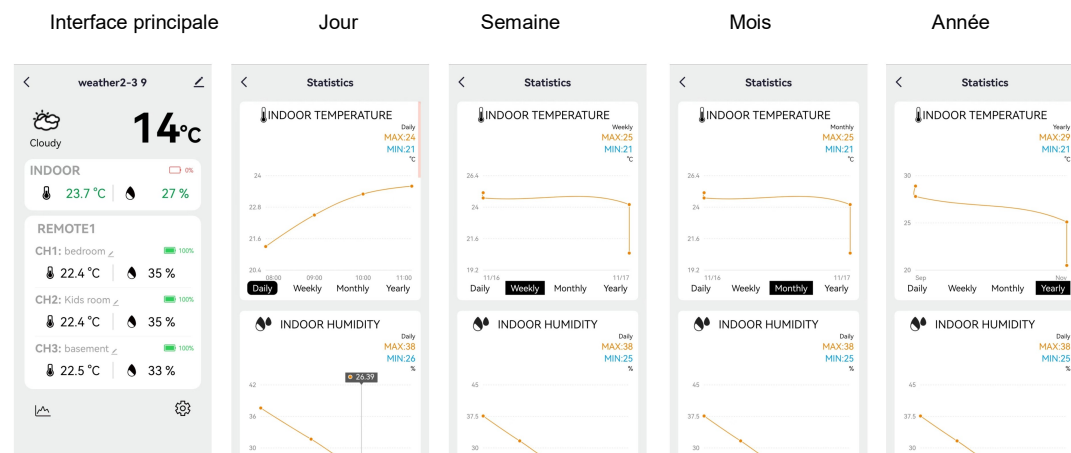 Interface principale
Jour
Semaine
Mois
Année
weather2-3 9
Cloudy
14°C
INDOOR
0%
23.7 °C
27 %
REMOTE1
CH1: bedroom
100%
22.4 °C
35 %
CH2: Kids room
100%
22.4 °C
35 %
CH3: basement
100%
22.5 °C
33 %
Statistics
INDOOR TEMPERATURE
Daily
MAX:24
MIN:21
°C
24
22.8
21.6
20.4
08:00 09:00 10:00 11:00
Daily Weekly Monthly Yearly
INDOOR HUMIDITY
Daily
MAX:38
MIN:26
%
26.39
42
36
30
Statistics
INDOOR TEMPERATURE
Weekly
MAX:25
MIN:21
°C
26.4
24
21.6
19.2
11/16 11/17
Daily Weekly Monthly Yearly
INDOOR HUMIDITY
Daily
MAX:38
MIN:25
%
45
37.5
30
Statistics
INDOOR TEMPERATURE
Monthly
MAX:25
MIN:21
°C
26.4
24
21.6
19.2
11/16 11/17
Daily Weekly Monthly Yearly
INDOOR HUMIDITY
Daily
MAX:38
MIN:25
%
45
37.5
30
Statistics
INDOOR TEMPERATURE
Yearly
MAX:29
MIN:21
°C
30
25
20
Sep Nov
Daily Weekly Monthly Yearly
INDOOR HUMIDITY
Daily
MAX:38
MIN:25
%
45
37.5
30